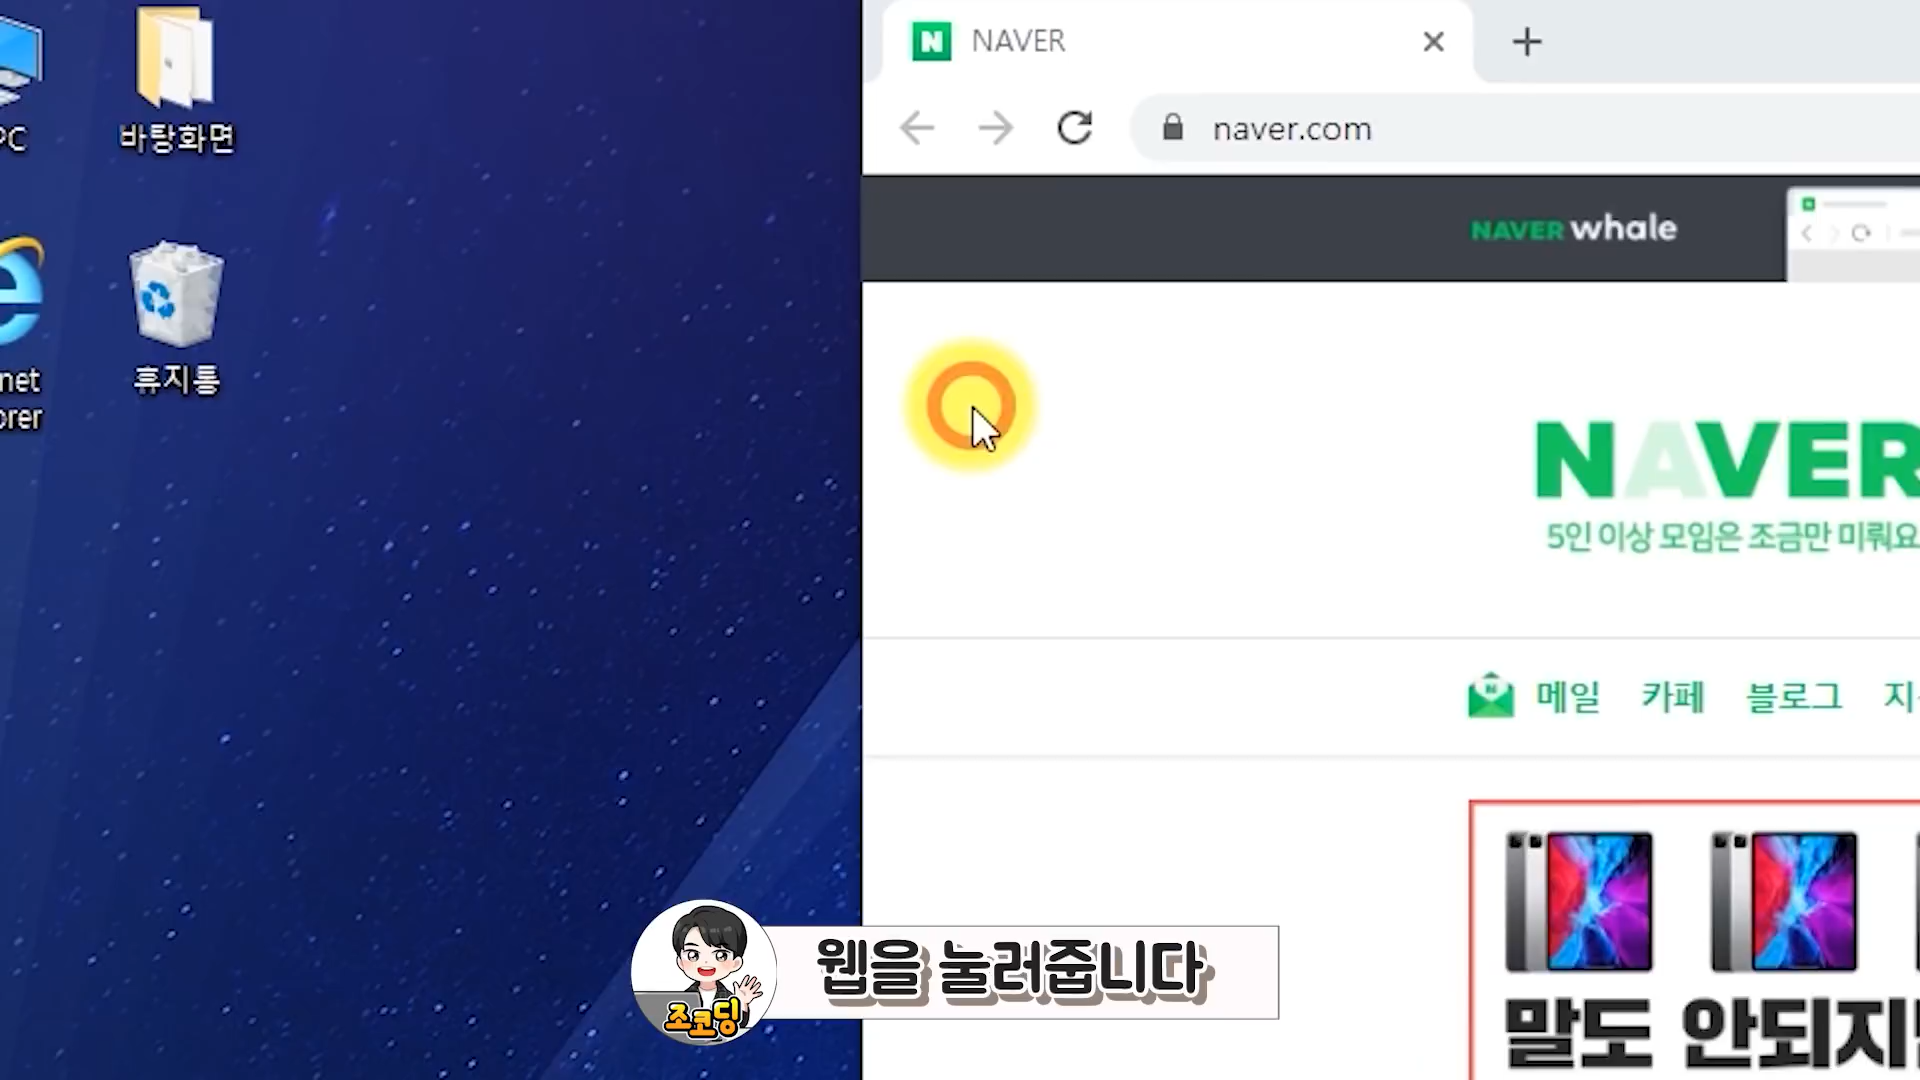 PC
바탕화면
net
orer
휴지통
N NAVER
naver.com
NAVER whale
NAVER
5인 이상 모임은 조금만 미뤄요
메일 카페 블로그 지
말도 안되지
조코딩
웹을 눌러줍니다